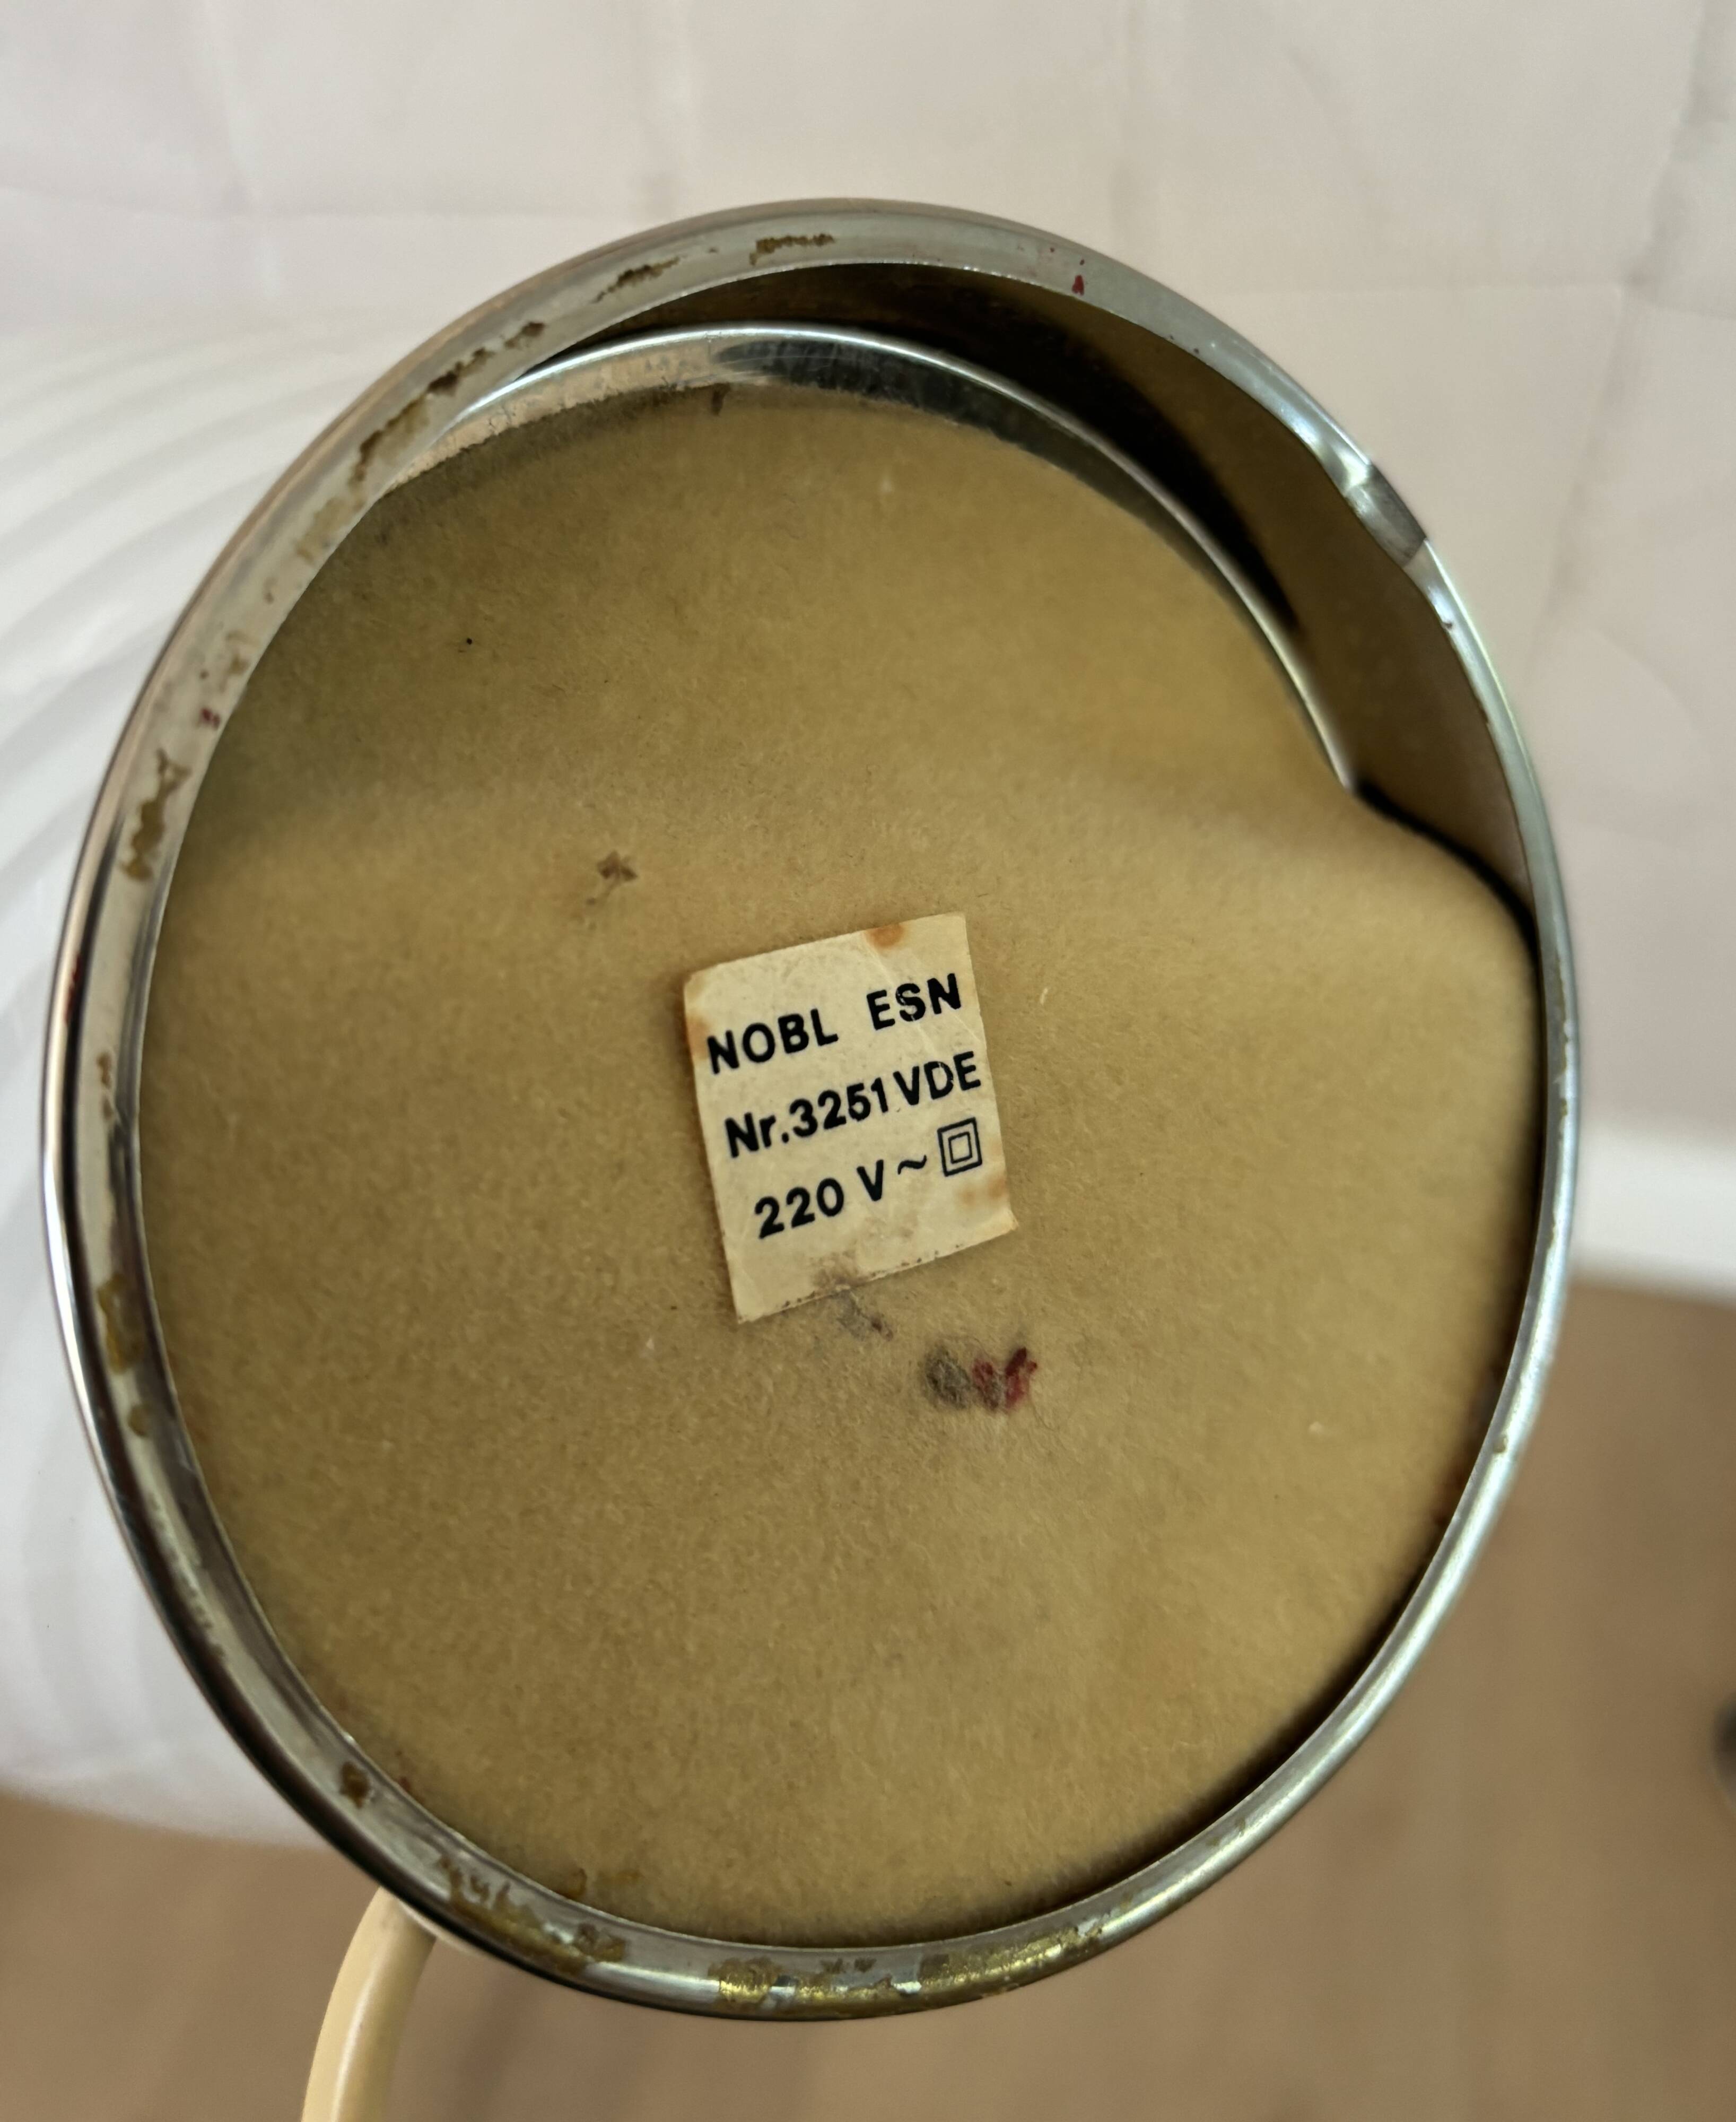 NOBL ESN
Nr.3251 VDE
220 V~